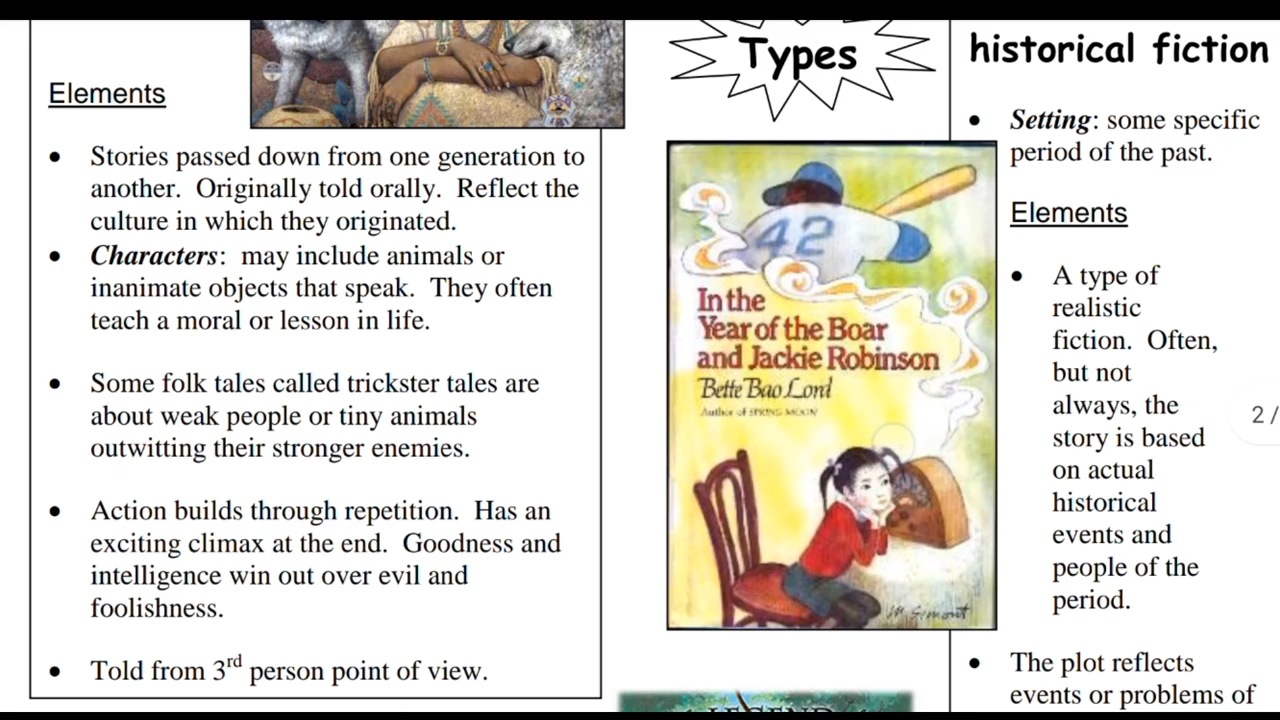 Elements
• Stories passed down from one generation to
another.  Originally told orally.  Reflect the
culture in which they originated.
• Characters:  may include animals or
inanimate objects that speak.  They often
teach a moral or lesson in life.
• Some folk tales called trickster tales are
about weak people or tiny animals
outwitting their stronger enemies.
• Action builds through repetition.  Has an
exciting climax at the end.  Goodness and
intelligence win out over evil and
foolishness.
• Told from 3rd person point of view.
Types
42
In the
Year of the Boar
and Jackie Robinson
Bette Bao Lord
Author of SPRING MOON
M. Simont
LEGEND
historical fiction
• Setting: some specific
period of the past.
Elements
• A type of
realistic
fiction.  Often,
but not
always, the
story is based
on actual
historical
events and
people of the
period.
• The plot reflects
events or problems of
2 /